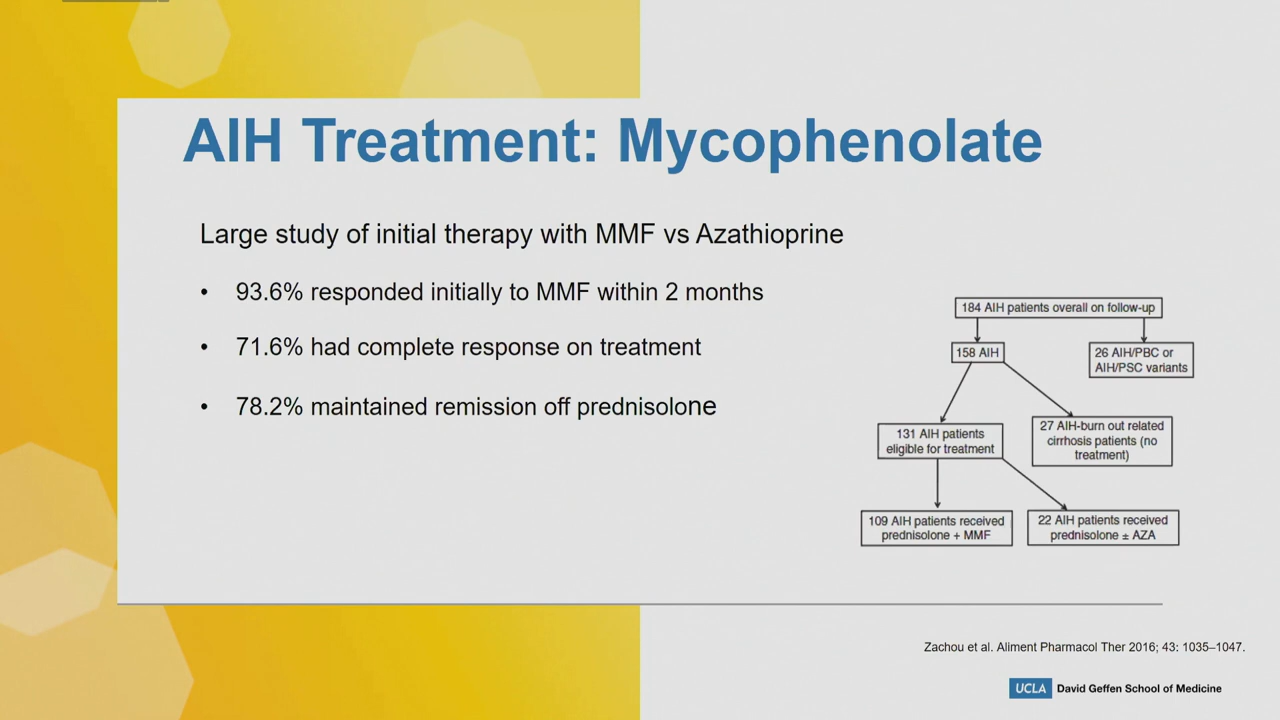 AIH Treatment: Mycophenolate
Large study of initial therapy with MMF vs Azathioprine
• 93.6% responded initially to MMF within 2 months
• 71.6% had complete response on treatment
• 78.2% maintained remission off prednisolone
184 AIH patients overall on follow-up
158 AIH
26 AIH/PBC or
AIH/PSC variants
131 AIH patients
eligible for treatment
27 AIH-burn out related
cirrhosis patients (no
treatment)
109 AIH patients received
prednisolone + MMF
22 AIH patients received
prednisolone ± AZA
Zachou et al. Aliment Pharmacol Ther 2016; 43: 1035–1047.
UCLA David Geffen School of Medicine